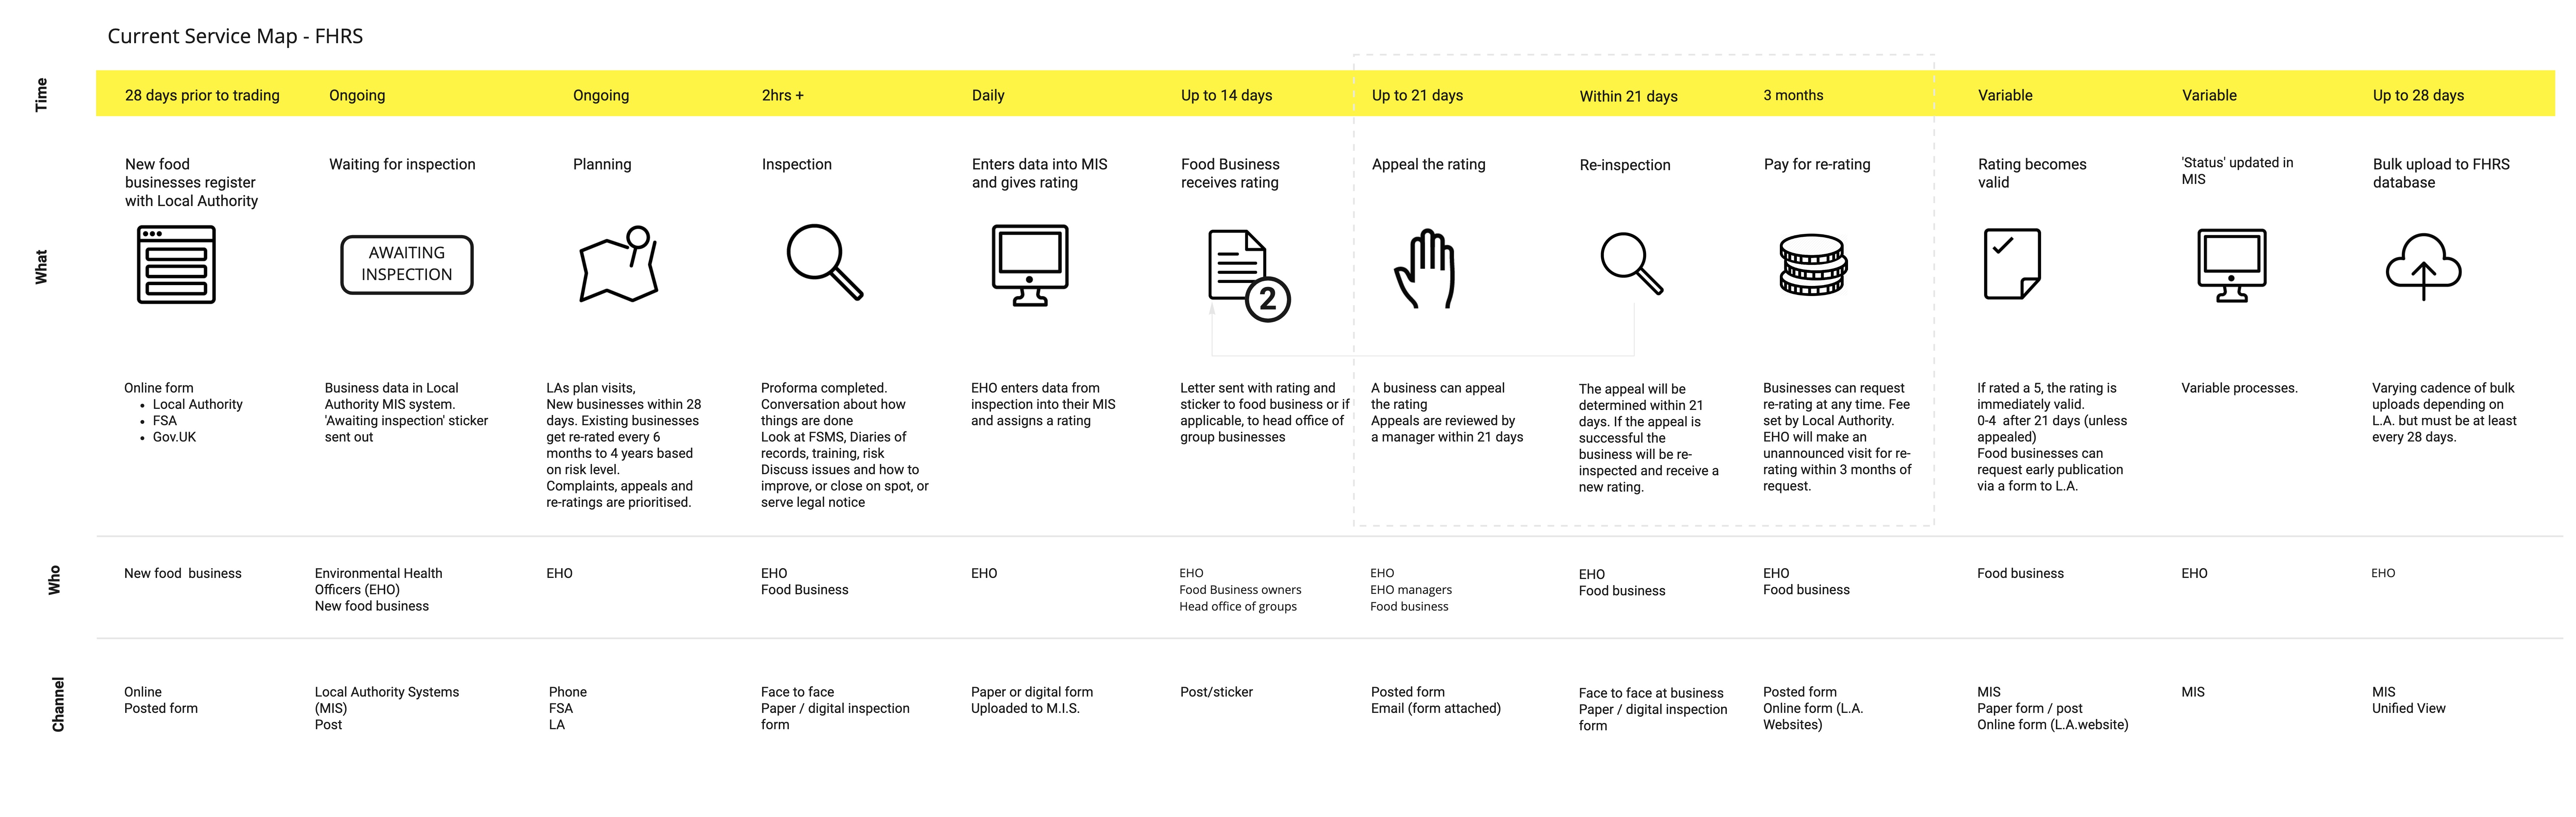 Current Service Map - FHRS
Time
28 days prior to trading
Ongoing
Ongoing
2hrs +
Daily
Up to 14 days
Up to 21 days
Within 21 days
3 months
Variable
Variable
Up to 28 days
What
New food
businesses register
with Local Authority
Waiting for inspection
Planning
Inspection
Enters data into MIS
and gives rating
Food Business
receives rating
Appeal the rating
Re-inspection
Pay for re-rating
Rating becomes
valid
'Status' updated in
MIS
Bulk upload to FHRS
database
AWAITING
INSPECTION
2
Online form
• Local Authority
• FSA
• Gov.UK
Business data in Local
Authority MIS system.
'Awaiting inspection' sticker
sent out
LAs plan visits,
New businesses within 28
days. Existing businesses
get re-rated every 6
months to 4 years based
on risk level.
Complaints, appeals and
re-ratings are prioritised.
Proforma completed.
Conversation about how
things are done
Look at FSMS, Diaries of
records, training, risk
Discuss issues and how to
improve, or close on spot, or
serve legal notice
EHO enters data from
inspection into their MIS
and assigns a rating
Letter sent with rating and
sticker to food business or if
applicable, to head office of
group businesses
A business can appeal
the rating
Appeals are reviewed by
a manager within 21 days
The appeal will be
determined within 21
days. If the appeal is
successful the
business will be re-
inspected and receive a
new rating.
Businesses can request
re-rating at any time. Fee
set by Local Authority.
EHO will make an
unannounced visit for re-
rating within 3 months of
request.
If rated a 5, the rating is
immediately valid.
0-4 after 21 days (unless
appealed)
Food businesses can
request early publication
via a form to L.A.
Variable processes.
Varying cadence of bulk
uploads depending on
L.A. but must be at least
every 28 days.
Who
New food business
Environmental Health
Officers (EHO)
New food business
EHO
EHO
Food Business
EHO
EHO
Food Business owners
Head office of groups
EHO
EHO managers
Food business
EHO
Food business
EHO
Food business
Food business
EHO
EHO
Channel
Online
Posted form
Local Authority Systems
(MIS)
Post
Phone
FSA
LA
Face to face
Paper / digital inspection
form
Paper or digital form
Uploaded to M.I.S.
Post/sticker
Posted form
Email (form attached)
Face to face at business
Paper / digital inspection
form
Posted form
Online form (L.A.
Websites)
MIS
Paper form / post
Online form (L.A.website)
MIS
MIS
Unified View